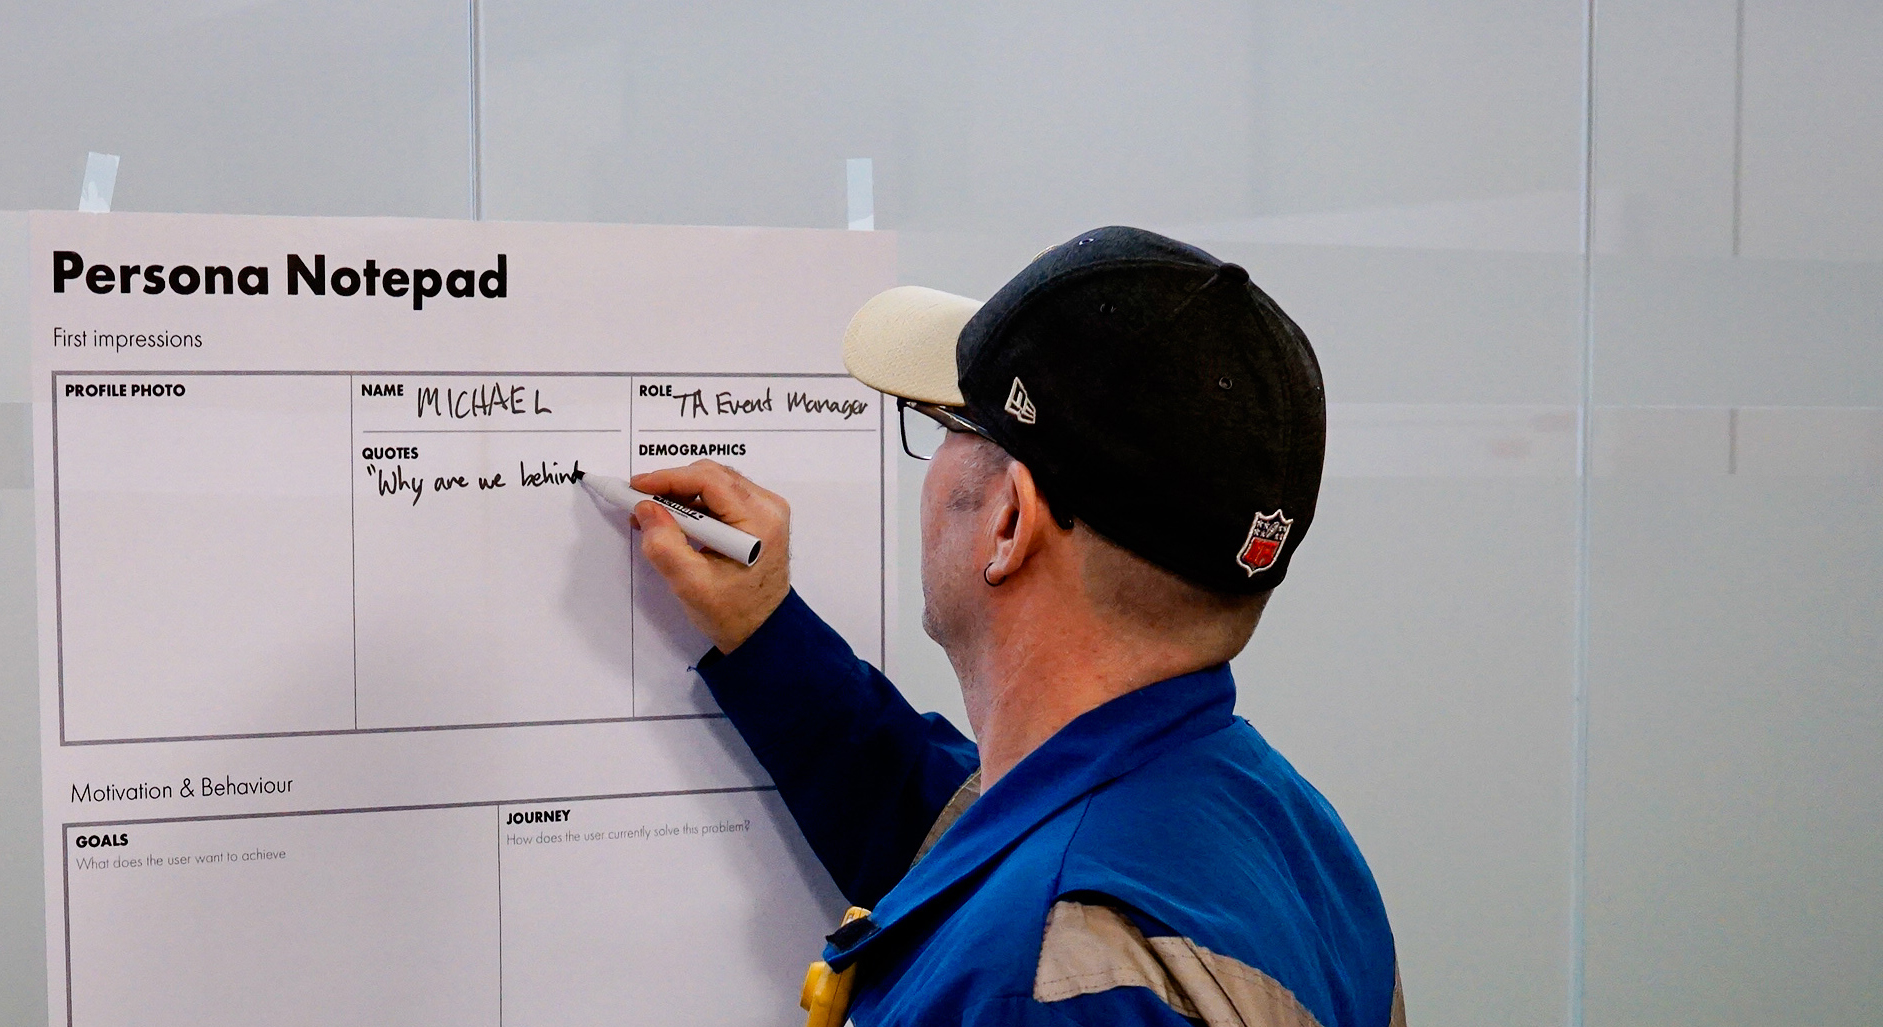 Persona Notepad
First impressions
PROFILE PHOTO
NAME MICHAEL
ROLE TA Event Manager
QUOTES
"Why are we behind
DEMOGRAPHICS
Motivation & Behaviour
GOALS
What does the user want to achieve
JOURNEY
How does the user currently solve this problem?